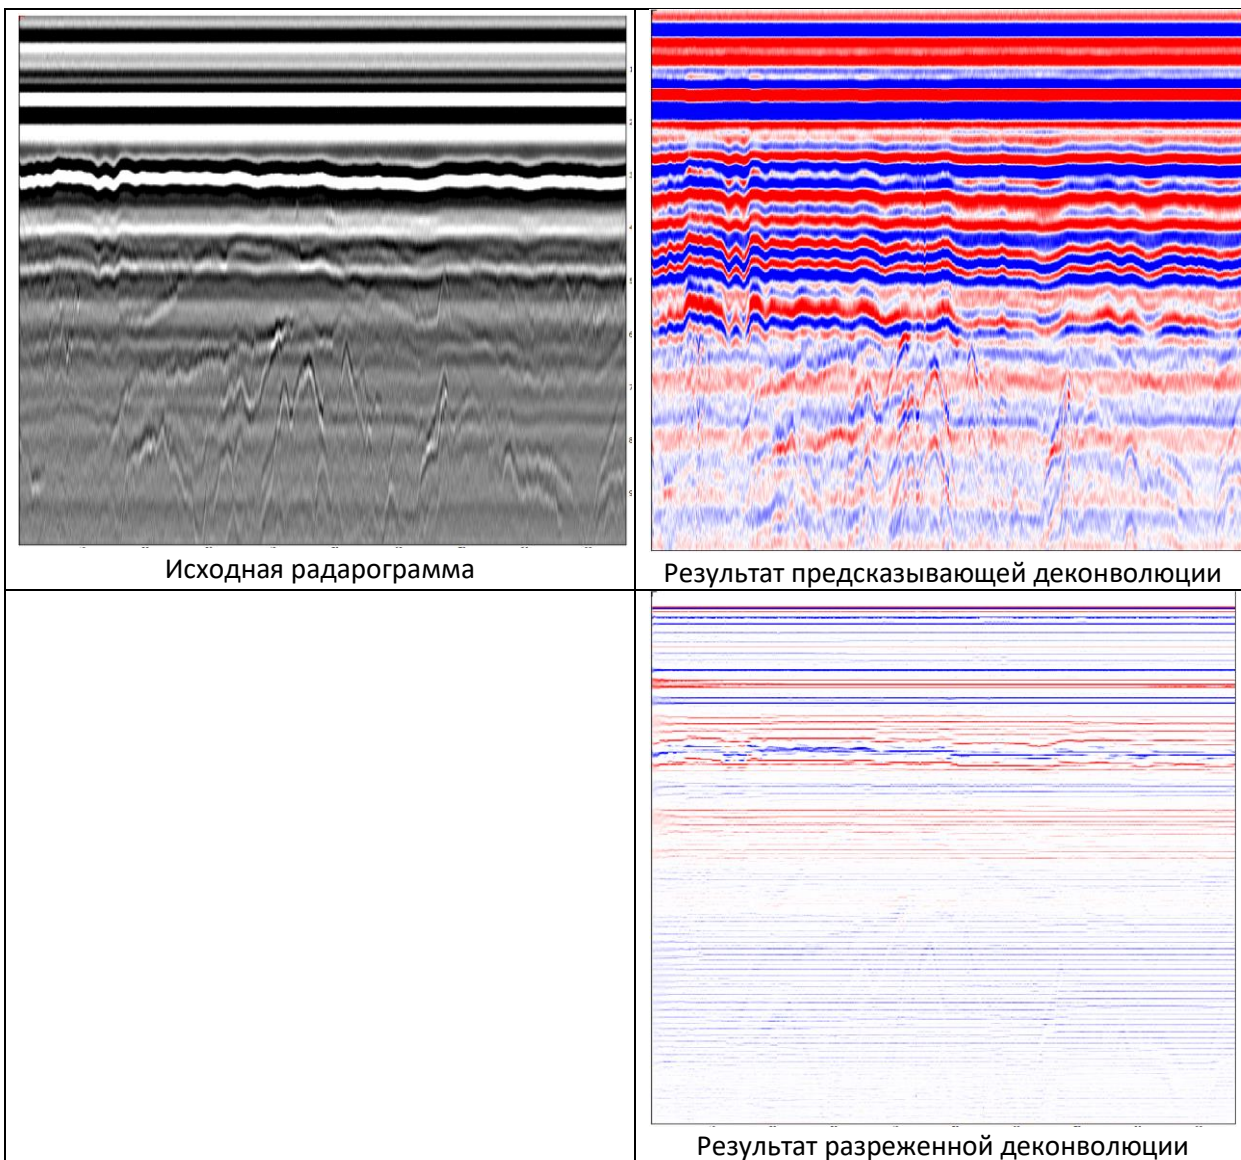 Исходная радарограмма
Результат предсказывающей деконволюции
Результат разреженной деконволюции